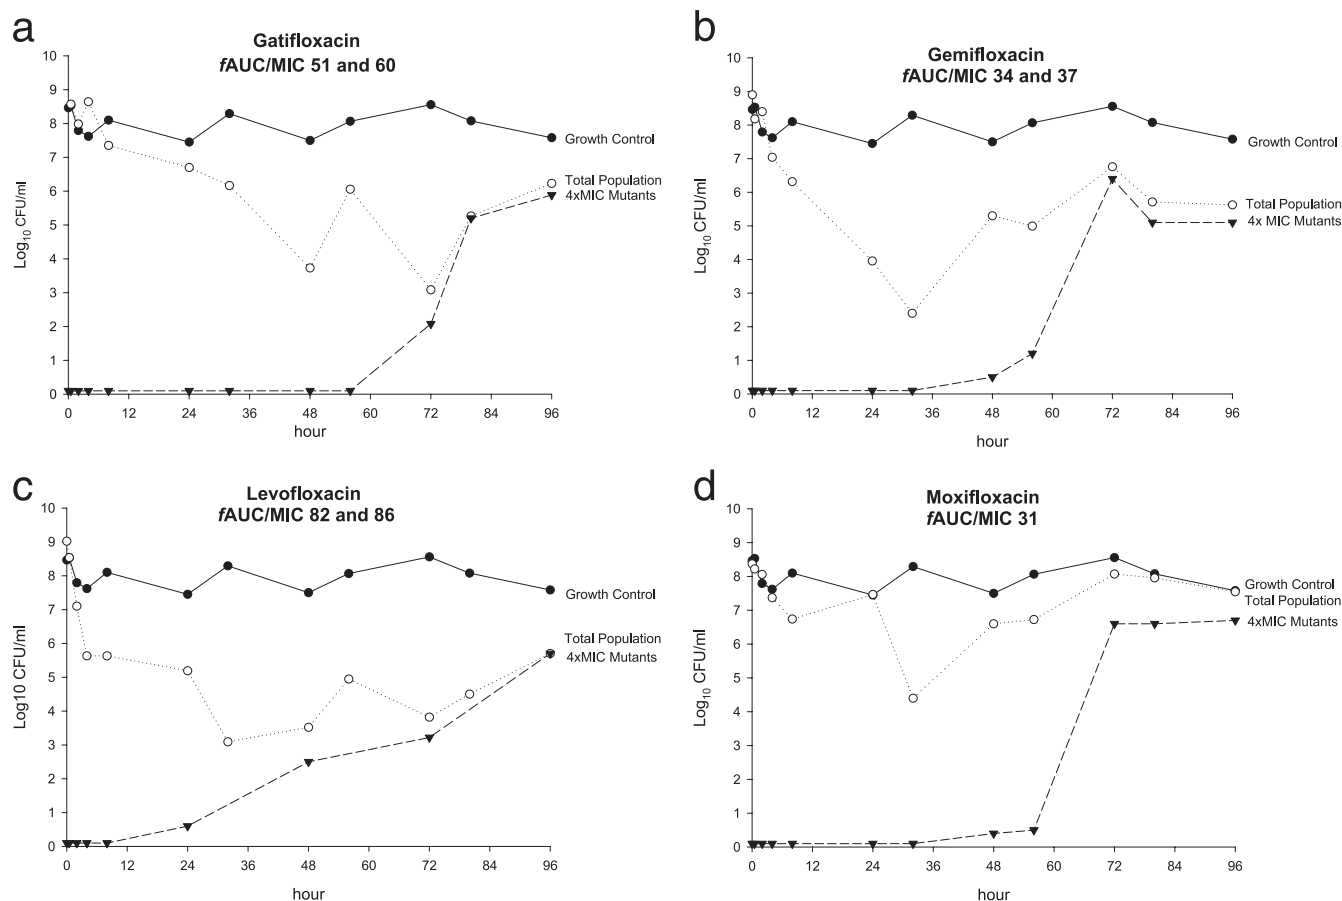 a
Gatifloxacin
fAUC/MIC 51 and 60
10
9
8
7
6
5
4
3
2
1
0
Log10 CFU/ml
Growth Control
Total Population
4xMIC Mutants
0 12 24 36 48 60 72 84 96
hour
b
Gemifloxacin
fAUC/MIC 34 and 37
10
9
8
7
6
5
4
3
2
1
0
Log10 CFU/ml
Growth Control
Total Population
4x MIC Mutants
0 12 24 36 48 60 72 84 96
hour
c
Levofloxacin
fAUC/MIC 82 and 86
10
9
8
7
6
5
4
3
2
1
0
Log10 CFU/ml
Growth Control
Total Population
4xMIC Mutants
0 12 24 36 48 60 72 84 96
hour
d
Moxifloxacin
fAUC/MIC 31
10
9
8
7
6
5
4
3
2
1
0
Log10 CFU/ml
Growth Control
Total Population
4xMIC Mutants
0 12 24 36 48 60 72 84 96
hour